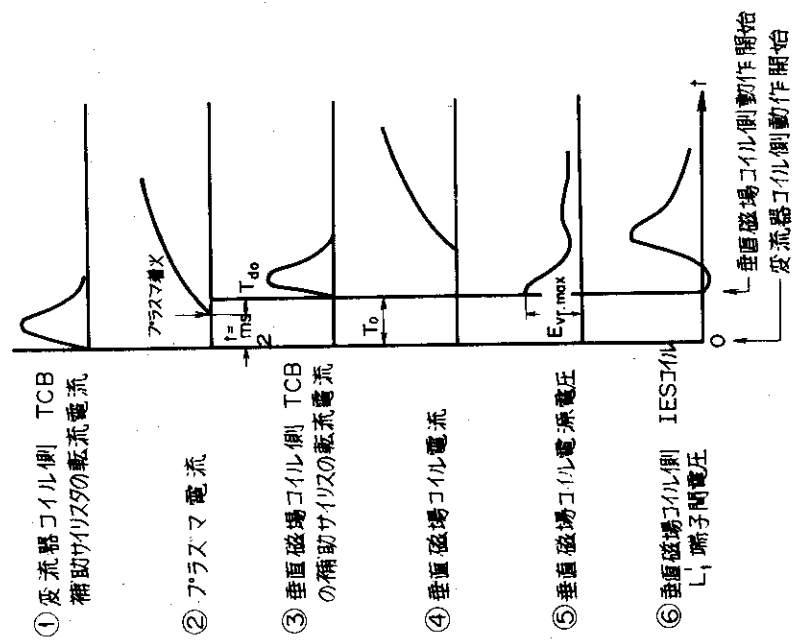 ① 変流器コイル側 TCB
補助サイリスタの転流電流
プラズマ着火
② プラズマ電流
t=
2
ms
Tdo
③ 垂直磁場コイル側 TCB
の補助サイリスの転流電流
To
④ 垂直磁場コイル電流
⑤ 垂直磁場コイル電源電圧
Evr.max
⑥ 垂直磁場コイル側 IESコイル
L'₁ 端子間電圧
0
t
垂直磁場コイル側動作開始
変流器コイル側動作開始